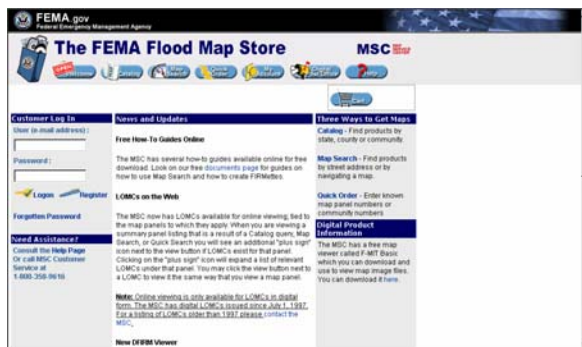 FEMA.gov
Federal Emergency Management Agency
The FEMA Flood Map Store
MSC
Welcome
Catalog
Map Search
Quick Order
My Account
Help
Cart
Customer Log In
User (e-mail address) :
Password :
Logon
Register
Forgotten Password
Need Assistance?
Consult the Help Page
Or call MSC Customer
Service at
1-800-358-9616
News and Updates
Free How-To Guides Online
The MSC has several how-to guides available online for free
download. Look on our free documents page for guides on
how to use Map Search and how to create FIRMettes.
LOMCs on the Web
The MSC now has LOMCs available for online viewing, tied to
the map panels to which they apply. When you are viewing a
summary panel listing that is a result of a Catalog query, Map
Search, or Quick Search you will see an additional "plus sign"
icon next to the view button if LOMCs exist for that panel.
Clicking on the "plus sign" icon will expand a list of relevant
LOMCs under that panel. You may click the view button next to
a LOMC to view it the same way that you view a map panel.
Note: Online viewing is only available for LOMCs in digital
form. The MSC has digital LOMCs issued since July 1, 1997.
For a listing of LOMCs older than 1997 please contact the
MSC.
New DFIRM Viewer
Three Ways to Get Maps
Catalog - Find products by
state, county or community.
Map Search - Find products
by street address or by
navigating a map.
Quick Order - Enter known
map panel numbers or
community numbers
Digital Product
Information
The MSC has a free map
viewer called F-MIT Basic
which you can download and
use to view map image files.
You can download it here.